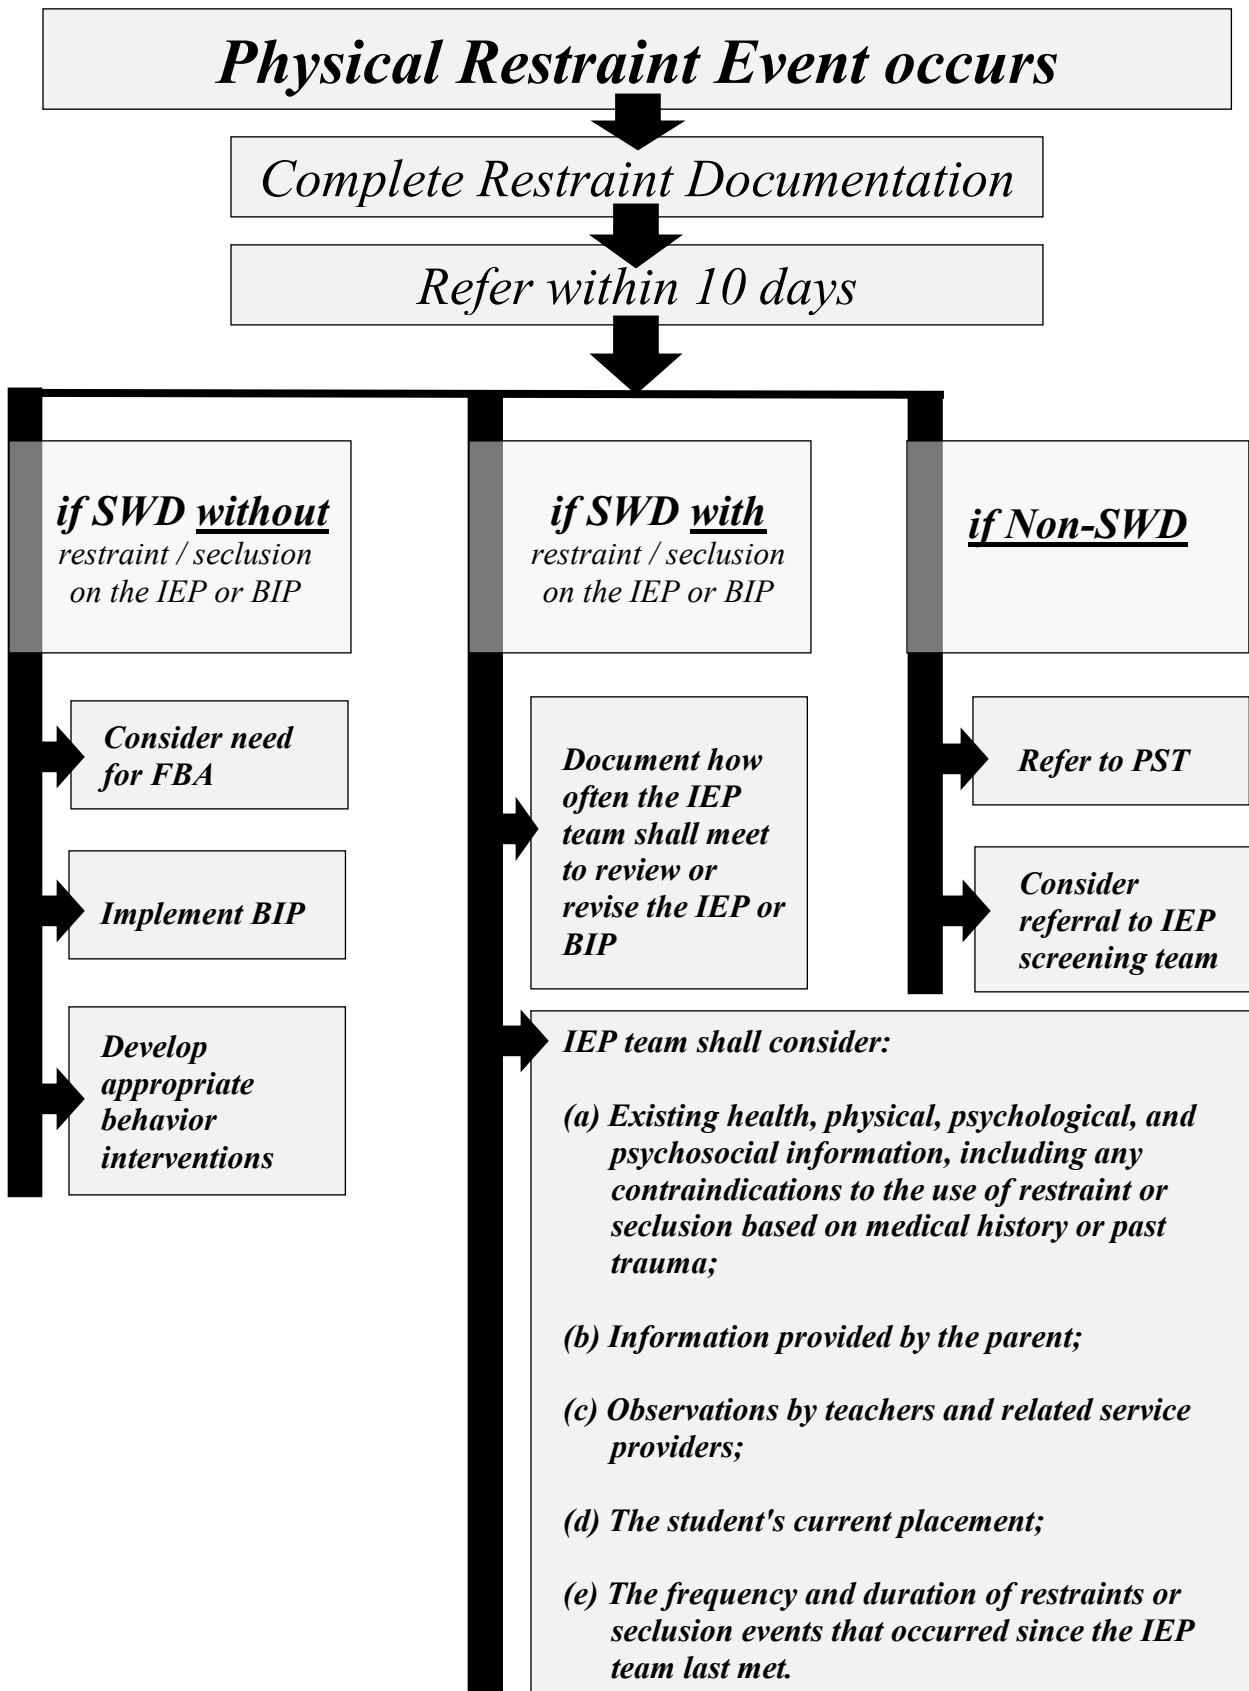 Physical Restraint Event occurs
Complete Restraint Documentation
Refer within 10 days
if SWD without
restraint / seclusion
on the IEP or BIP
Consider need
for FBA
Implement BIP
Develop
appropriate
behavior
interventions
if SWD with
restraint / seclusion
on the IEP or BIP
Document how
often the IEP
team shall meet
to review or
revise the IEP or
BIP
IEP team shall consider:
(a) Existing health, physical, psychological, and
psychosocial information, including any
contraindications to the use of restraint or
seclusion based on medical history or past
trauma;
(b) Information provided by the parent;
(c) Observations by teachers and related service
providers;
(d) The student's current placement;
(e) The frequency and duration of restraints or
seclusion events that occurred since the IEP
team last met.
if Non-SWD
Refer to PST
Consider
referral to IEP
screening team